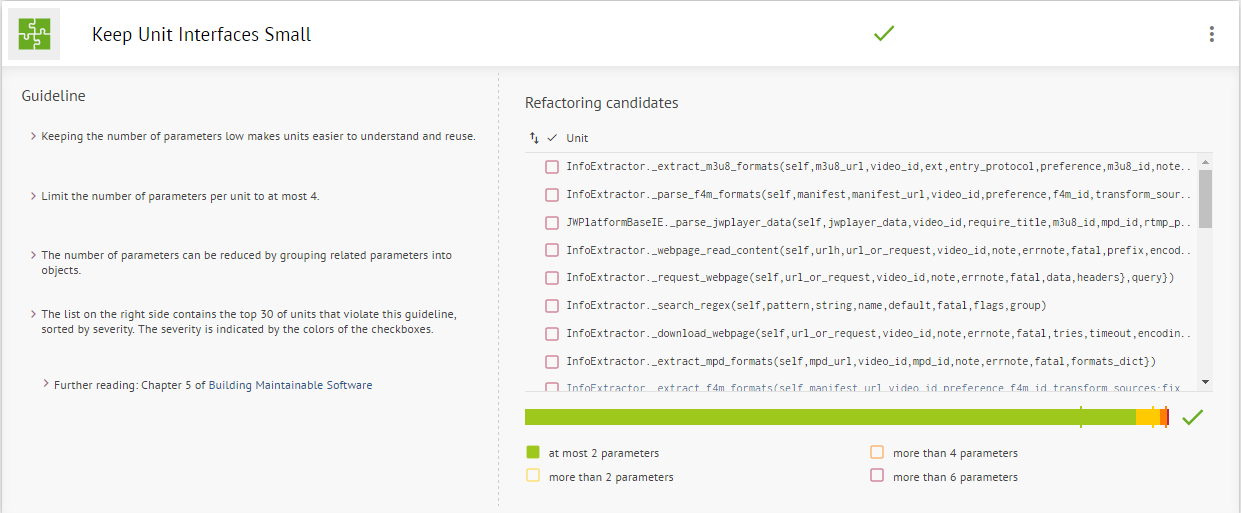 Keep Unit Interfaces Small
Guideline
Keeping the number of parameters low makes units easier to understand and reuse.
Limit the number of parameters per unit to at most 4.
The number of parameters can be reduced by grouping related parameters into
objects.
The list on the right side contains the top 30 of units that violate this guideline,
sorted by severity. The severity is indicated by the colors of the checkboxes.
Further reading: Chapter 5 of Building Maintainable Software
Refactoring candidates
Unit
InfoExtractor._extract_m3u8_formats(self,m3u8_url,video_id,ext,entry_protocol,preference,m3u8_id,note..
InfoExtractor._parse_f4m_formats(self,manifest,manifest_url,video_id,preference,f4m_id,transform_sour..
JWPlatformBaseIE._parse_jwplayer_data(self,jwplayer_data,video_id,require_title,m3u8_id,mpd_id,rtmp_p..
InfoExtractor._webpage_read_content(self,urlh,url_or_request,video_id,note,errnote,fatal,prefix,encod..
InfoExtractor._request_webpage(self,url_or_request,video_id,note,errnote,fatal,data,headers},query})
InfoExtractor._search_regex(self,pattern,string,name,default,fatal,flags,group)
InfoExtractor._download_webpage(self,url_or_request,video_id,note,errnote,fatal,tries,timeout,encodin..
InfoExtractor._extract_mpd_formats(self,mpd_url,video_id,mpd_id,note,errnote,fatal,formats_dict})
InfoExtractor._extract_f4m_formats(self,manifest_url,video_id,preference,f4m_id,transform_sources:fix
at most 2 parameters
more than 4 parameters
more than 2 parameters
more than 6 parameters